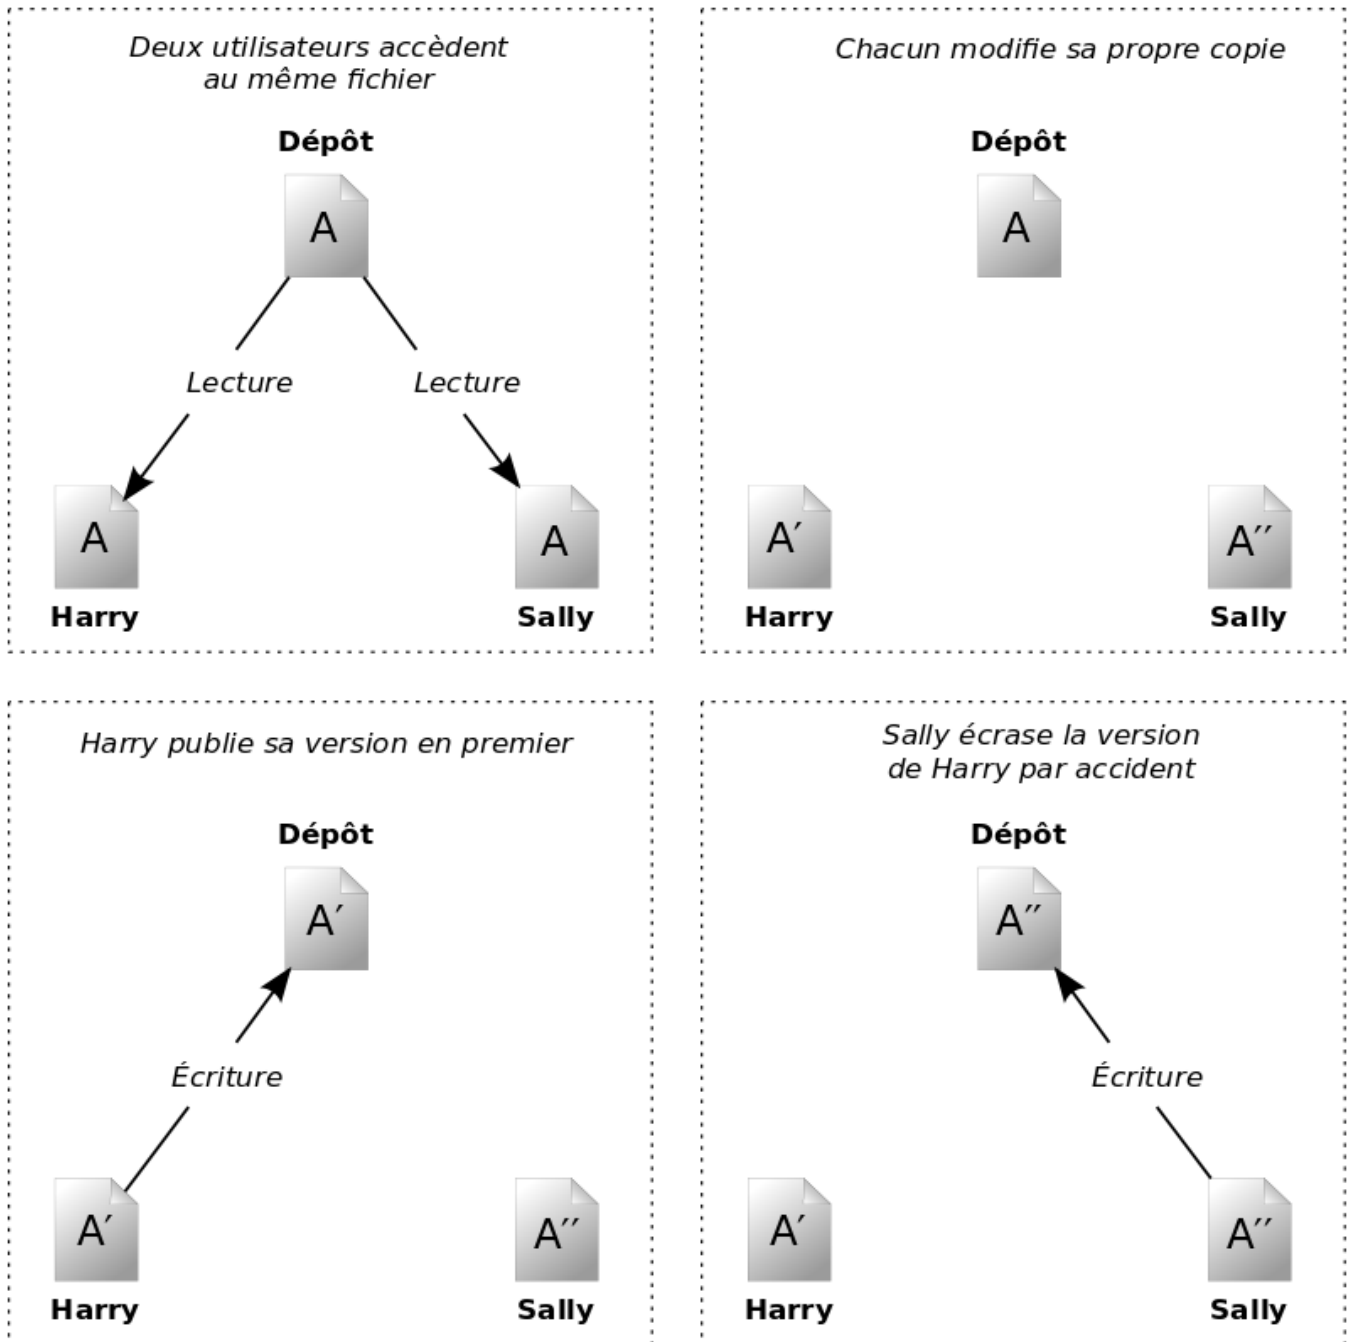 Deux utilisateurs accèdent
au même fichier
Dépôt
A
Lecture
Lecture
A
A
Harry
Sally
Chacun modifie sa propre copie
Dépôt
A
A′
A′′
Harry
Sally
Harry publie sa version en premier
Dépôt
A′
Écriture
A′
A′′
Harry
Sally
Sally écrase la version
de Harry par accident
Dépôt
A′′
Écriture
A′
A′′
Harry
Sally